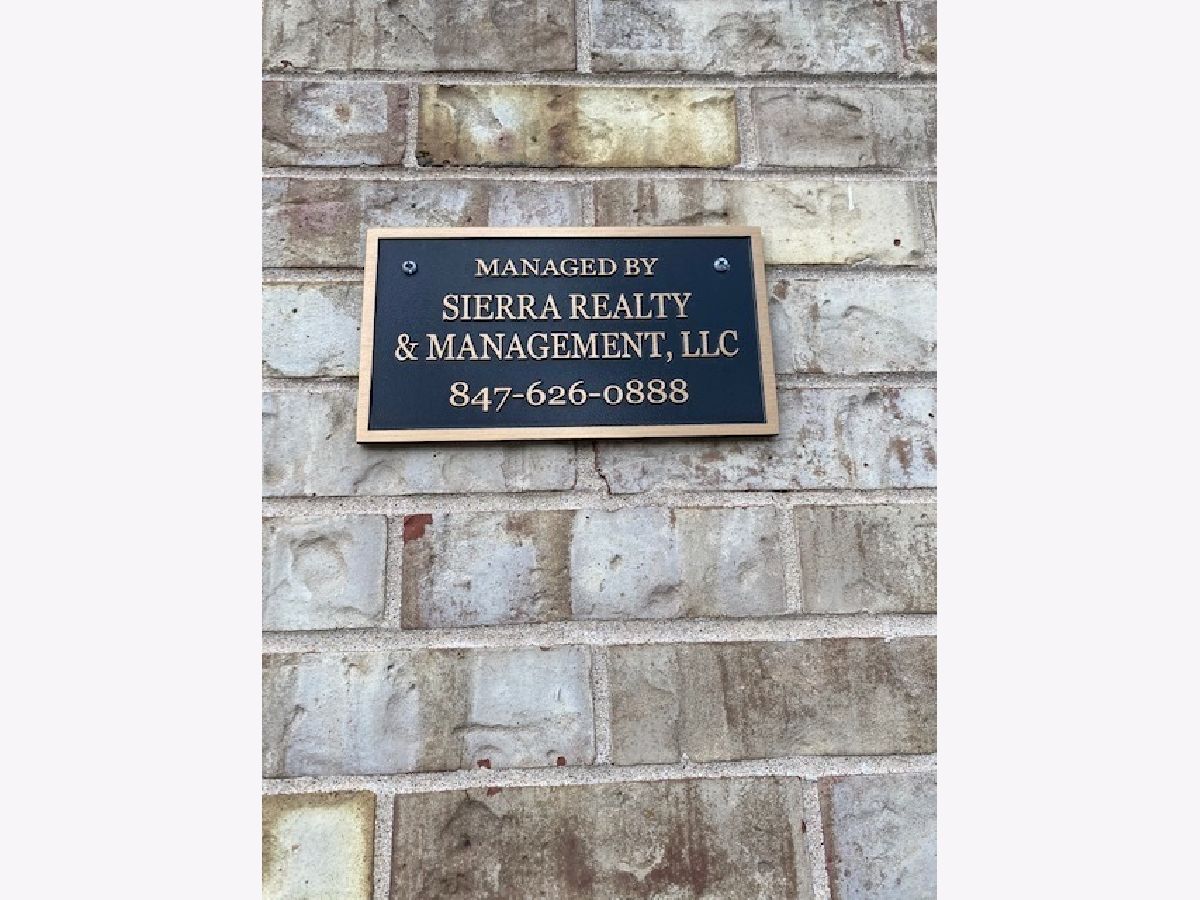 MANAGED BY
SIERRA REALTY
& MANAGEMENT, LLC
847-626-0888